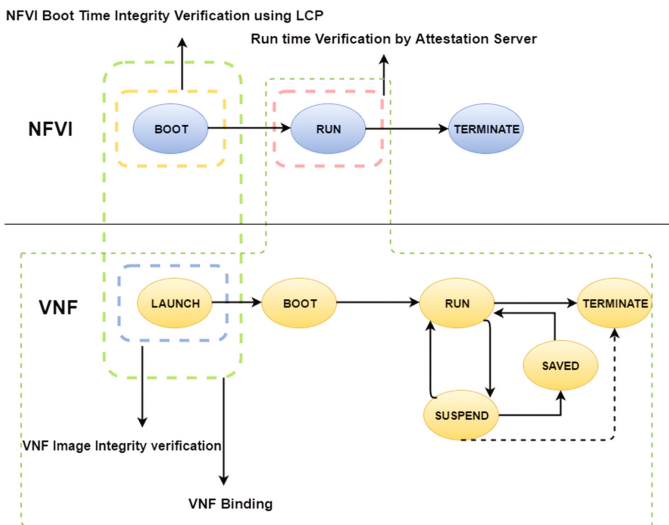 NFVI Boot Time Integrity Verification using LCP
Run time Verification by Attestation Server
NFVI
BOOT
RUN
TERMINATE
VNF
LAUNCH
BOOT
RUN
TERMINATE
SAVED
SUSPEND
VNF Image Integrity verification
VNF Binding